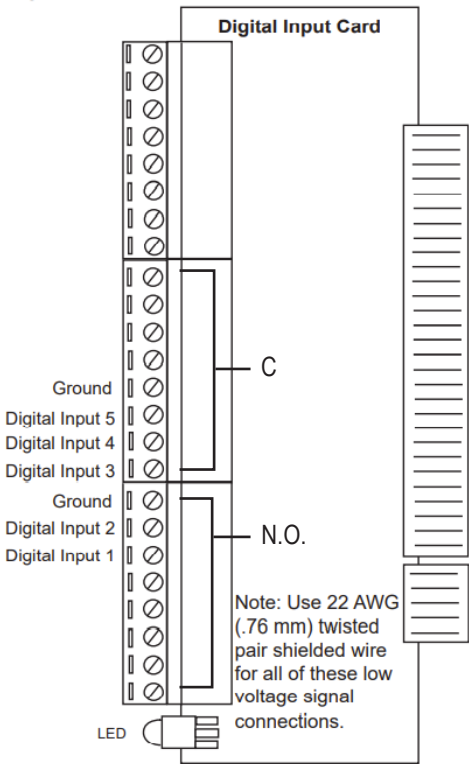 Digital Input Card
C
Ground
Digital Input 5
Digital Input 4
Digital Input 3
Ground
Digital Input 2
N.O.
Digital Input 1
Note: Use 22 AWG
(.76 mm) twisted
pair shielded wire
for all of these low
voltage signal
connections.
LED